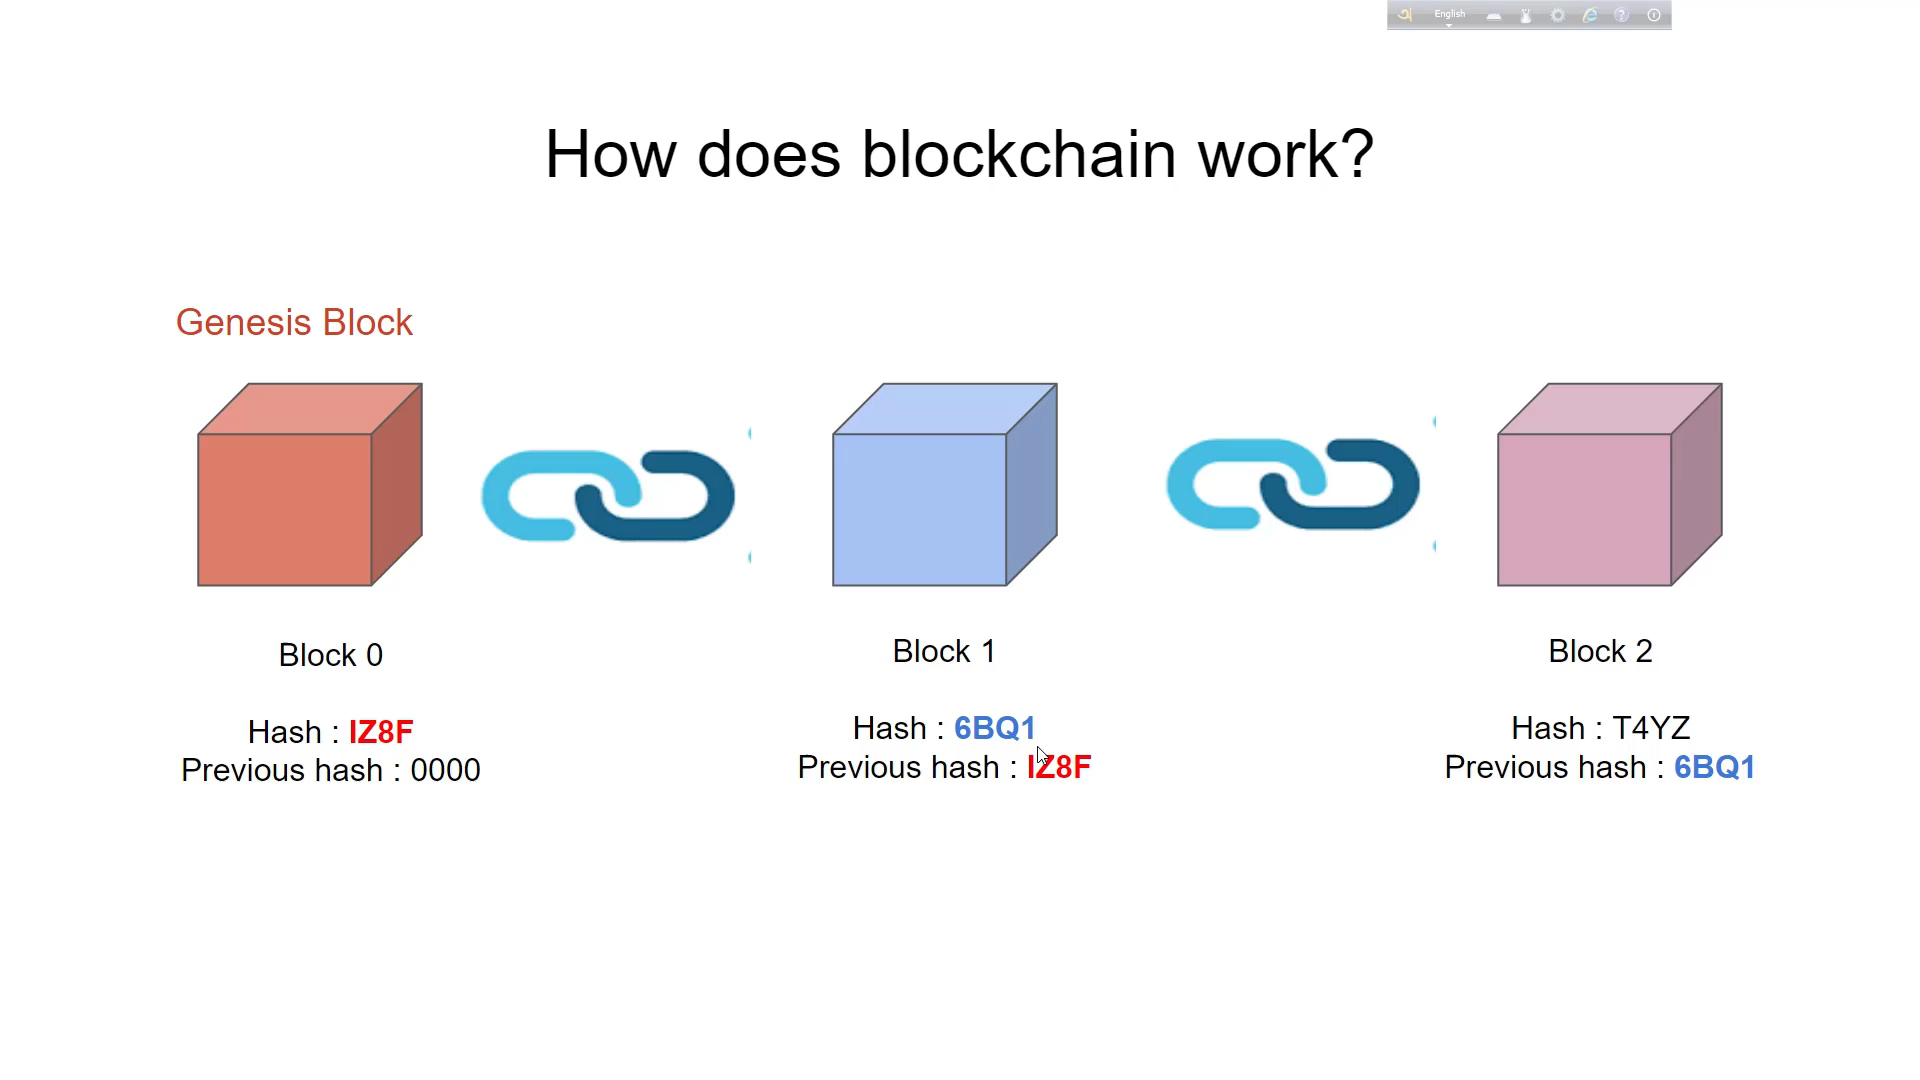 অ English ?
How does blockchain work?
Genesis Block
Block 0
Hash : IZ8F
Previous hash : 0000
Block 1
Hash : 6BQ1
Previous hash : IZ8F
Block 2
Hash : T4YZ
Previous hash : 6BQ1